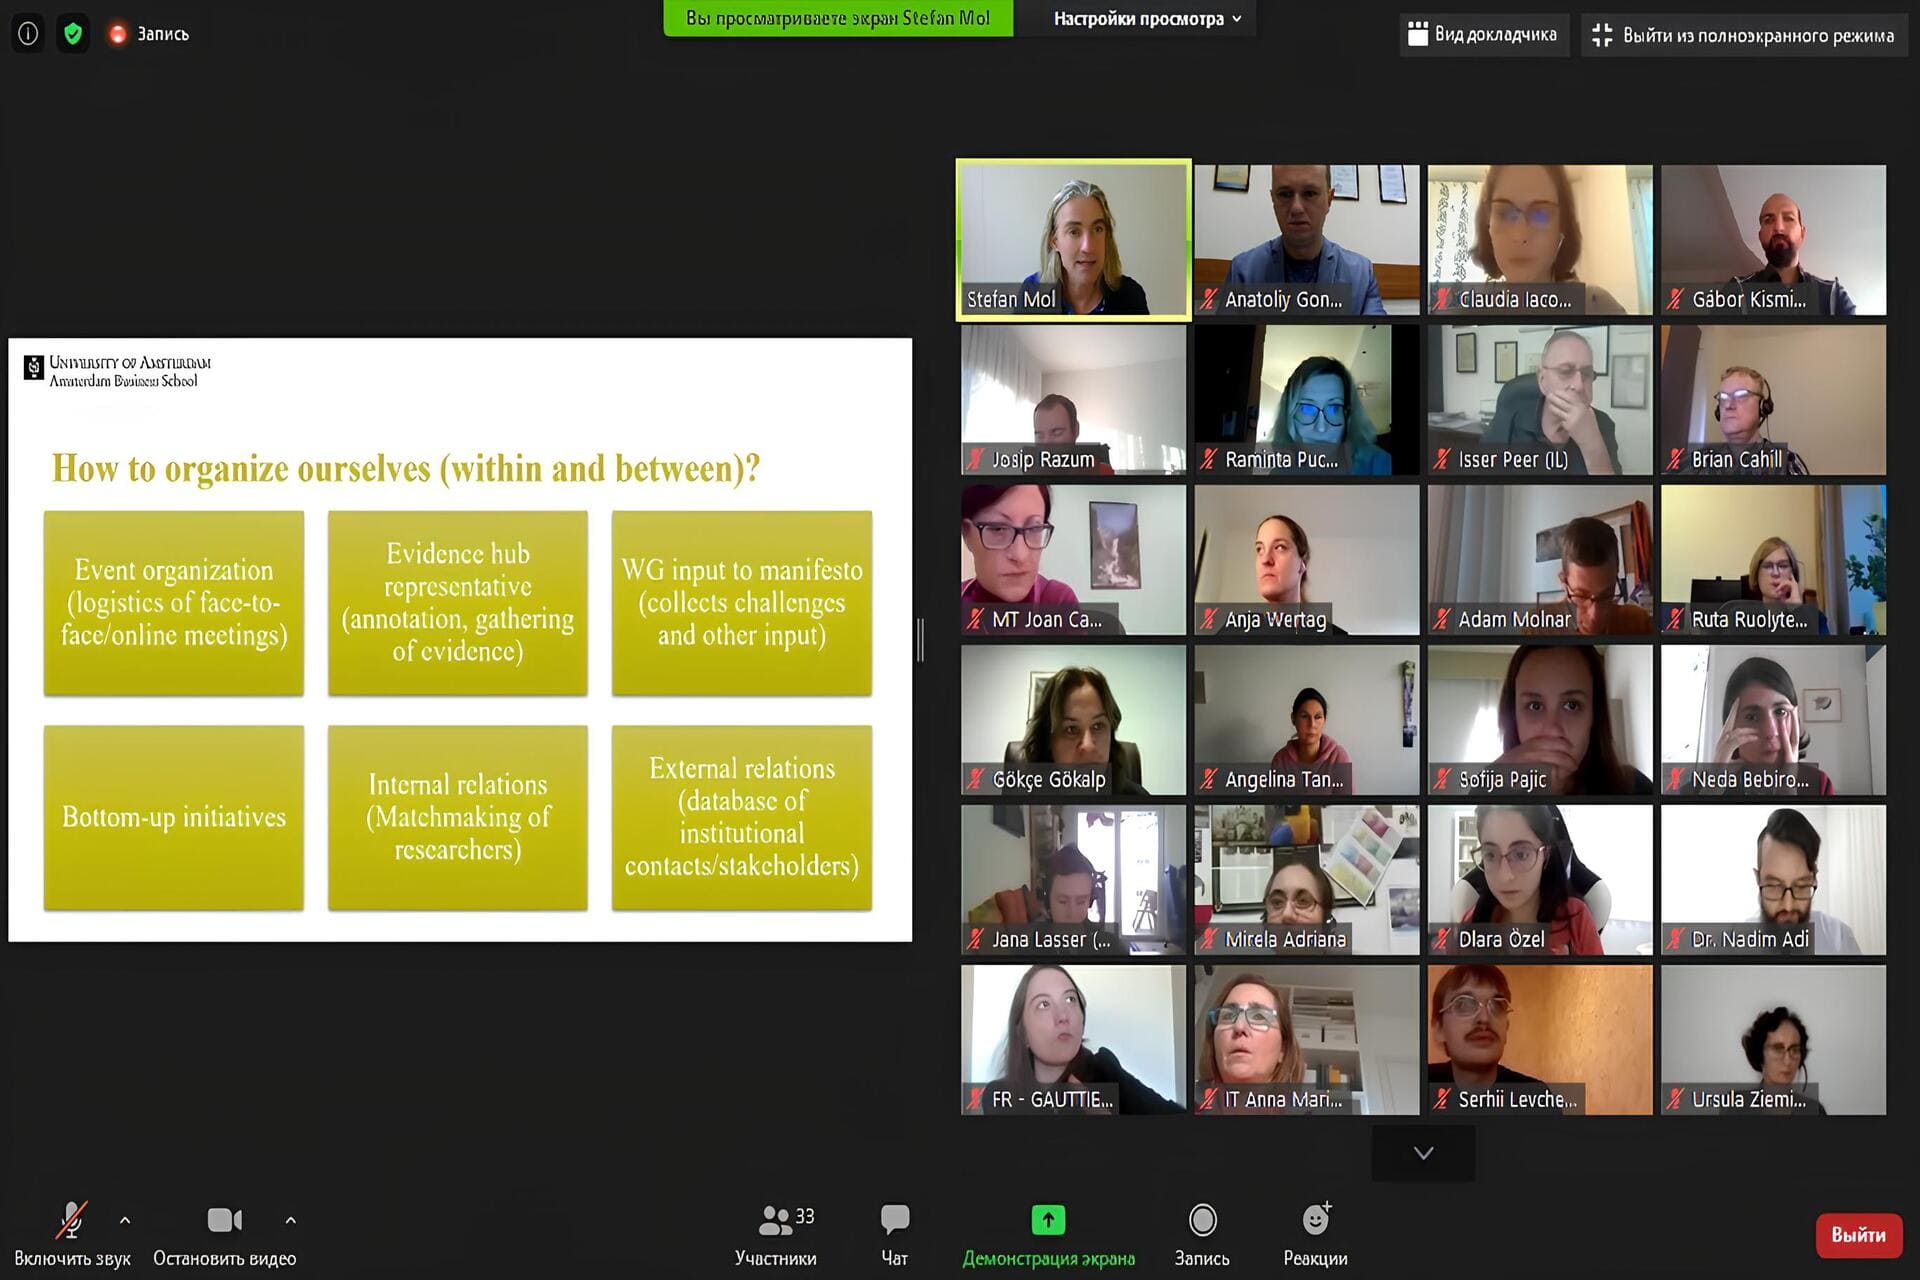 Запись
Вы просматриваете экран Stefan Mol
Настройки просмотра
Вид докладчика
Выйти из полноэкранного режима
UNIVERSITY OF AMSTERDAM
Amsterdam Business School
How to organize ourselves (within and between)?
Event organization
(logistics of face-to-
face/online meetings)
Evidence hub
representative
(annotation, gathering
of evidence)
WG input to manifesto
(collects challenges
and other input)
Bottom-up initiatives
Internal relations
(Matchmaking of
researchers)
External relations
(database of
institutional
contacts/stakeholders)
Stefan Mol
Anatoliy Gon...
Claudia Iaco...
Gábor Kismi...
Josip Razum
Raminta Puc...
Isser Peer (IL)
Brian Cahill
MT Joan Ca...
Anja Wertag
Adam Molnar
Ruta Ruolyte...
Gökçe Gökalp
Angelina Tan...
Sofija Pajic
Neda Bebiro...
Jana Lasser (...
Mirela Adriana
Dlara Özel
Dr. Nadim Adi
FR - GAUTTIE...
IT Anna Mari...
Serhii Levche...
Ursula Ziemi...
Включить звук
Остановить видео
33
Участники
Чат
Демонстрация экрана
Запись
Реакции
Выйти